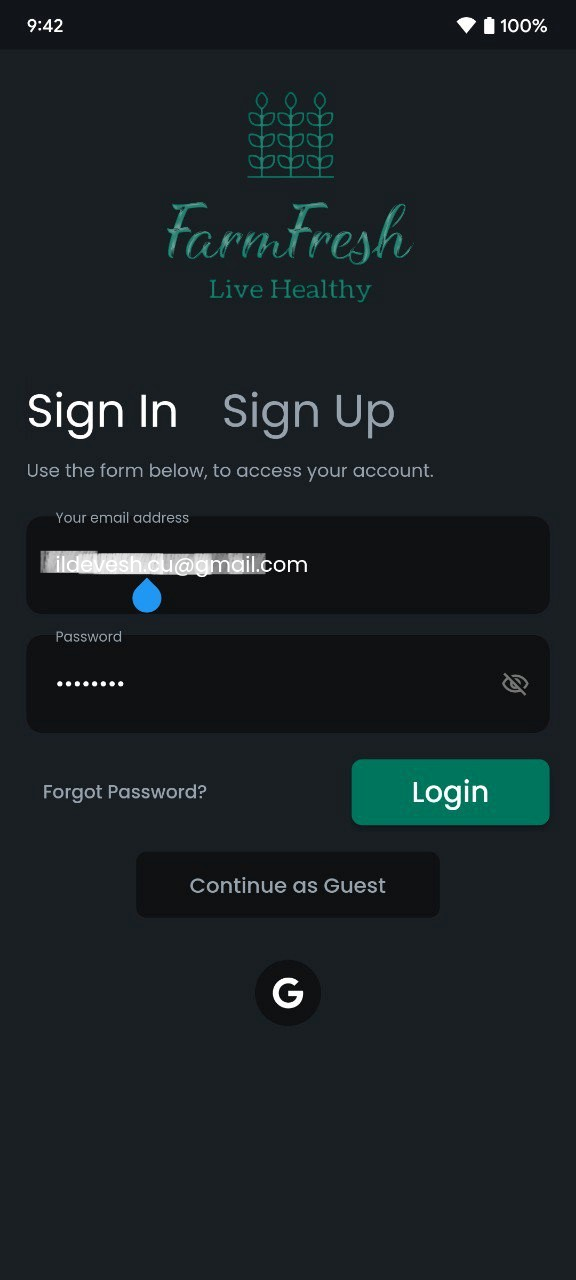 9:42
100%
FarmFresh
Live Healthy
Sign In Sign Up
Use the form below, to access your account.
Your email address
ildevesh.cu@gmail.com
Password
Forgot Password?
Login
Continue as Guest
G